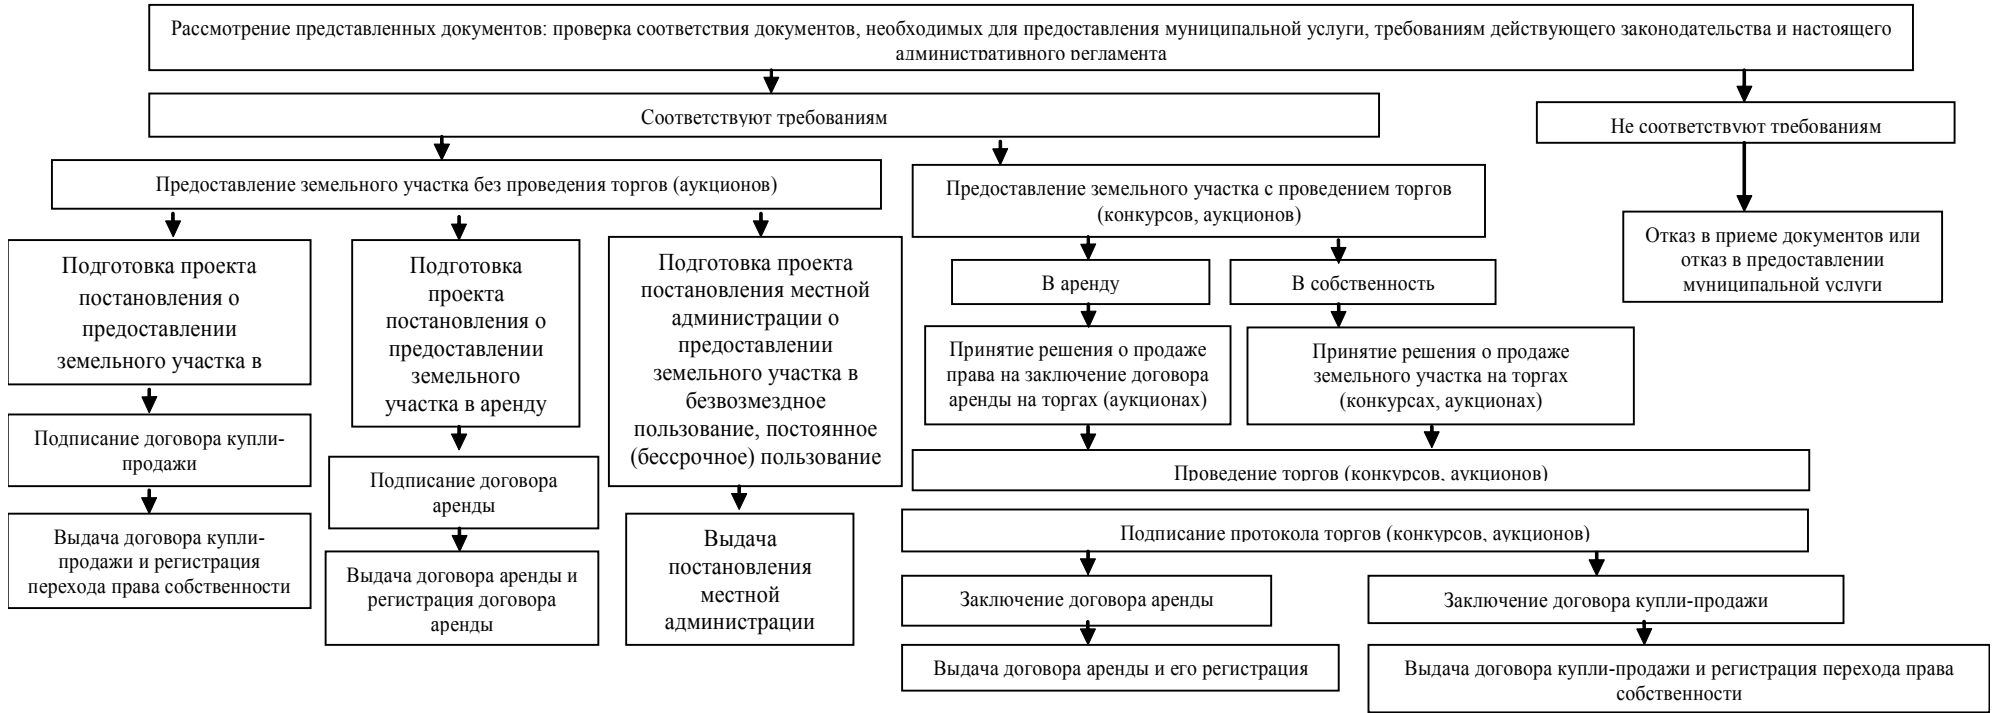 Рассмотрение представленных документов: проверка соответствия документов, необходимых для предоставления муниципальной услуги, требованиям действующего законодательства и настоящего
административного регламента
Соответствуют требованиям
Не соответствуют требованиям
Предоставление земельного участка без проведения торгов (аукционов)
Предоставление земельного участка с проведением торгов
(конкурсов, аукционов)
Отказ в приеме документов или
отказ в предоставлении
муниципальной услуги
Подготовка проекта
постановления о
предоставлении
земельного участка в
Подготовка
проекта
постановления о
предоставлении
земельного
участка в аренду
Подготовка проекта
постановления местной
администрации о
предоставлении
земельного участка в
безвозмездное
пользование, постоянное
(бессрочное) пользование
В аренду
В собственность
Принятие решения о продаже
права на заключение договора
аренды на торгах (аукционах)
Принятие решения о продаже
земельного участка на торгах
(конкурсах, аукционах)
Подписание договора купли-
продажи
Подписание договора
аренды
Проведение торгов (конкурсов, аукционов)
Выдача договора купли-
продажи и регистрация
перехода права собственности
Выдача договора аренды и
регистрация договора
аренды
Выдача
постановления
местной
администрации
Подписание протокола торгов (конкурсов, аукционов)
Заключение договора аренды
Заключение договора купли-продажи
Выдача договора аренды и его регистрация
Выдача договора купли-продажи и регистрация перехода права
собственности